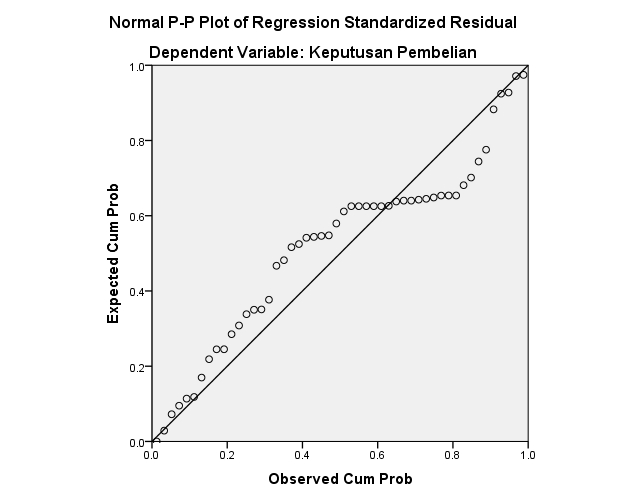 Normal P-P Plot of Regression Standardized Residual
Dependent Variable: Keputusan Pembelian
1.0
0.8
0.6
0.4
0.2
0.0
Expected Cum Prob
0.0 0.2 0.4 0.6 0.8 1.0
Observed Cum Prob